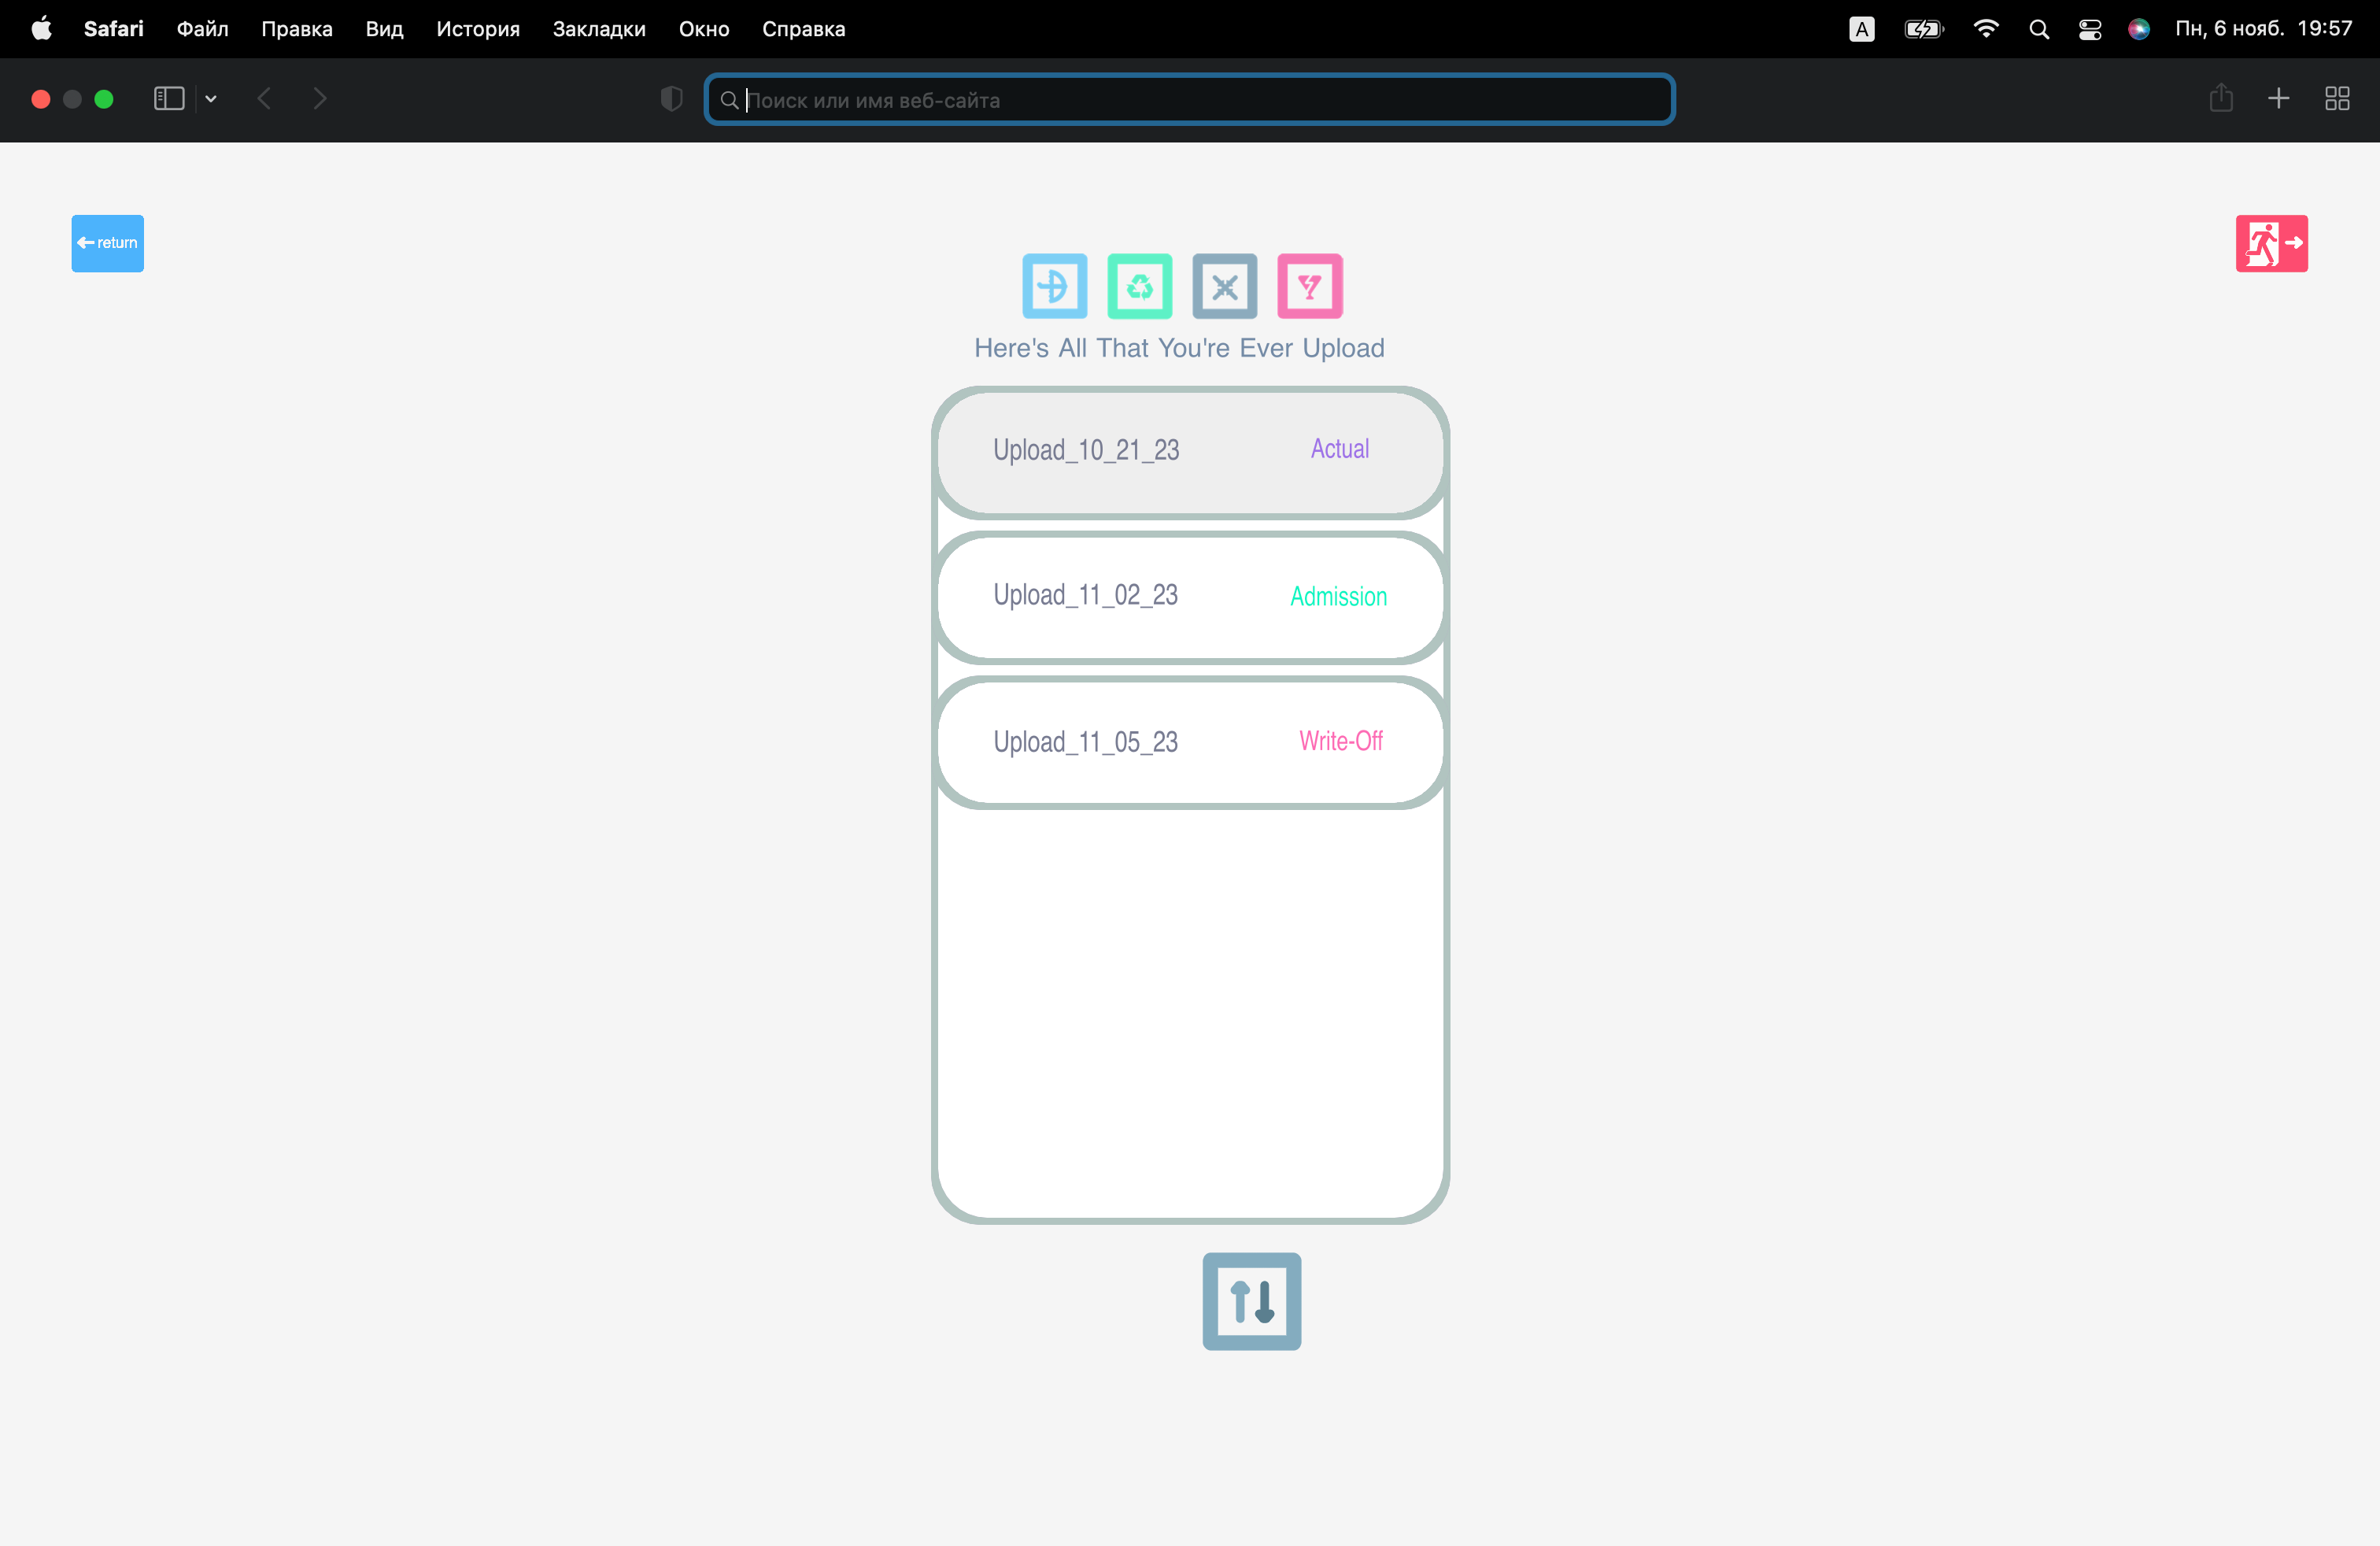 Safari Файл Правка Вид История Закладки Окно Справка A Пн, 6 нояб. 19:57
Поиск или имя веб-сайта
return
Here's All That You're Ever Upload
Upload_10_21_23 Actual
Upload_11_02_23 Admission
Upload_11_05_23 Write-Off